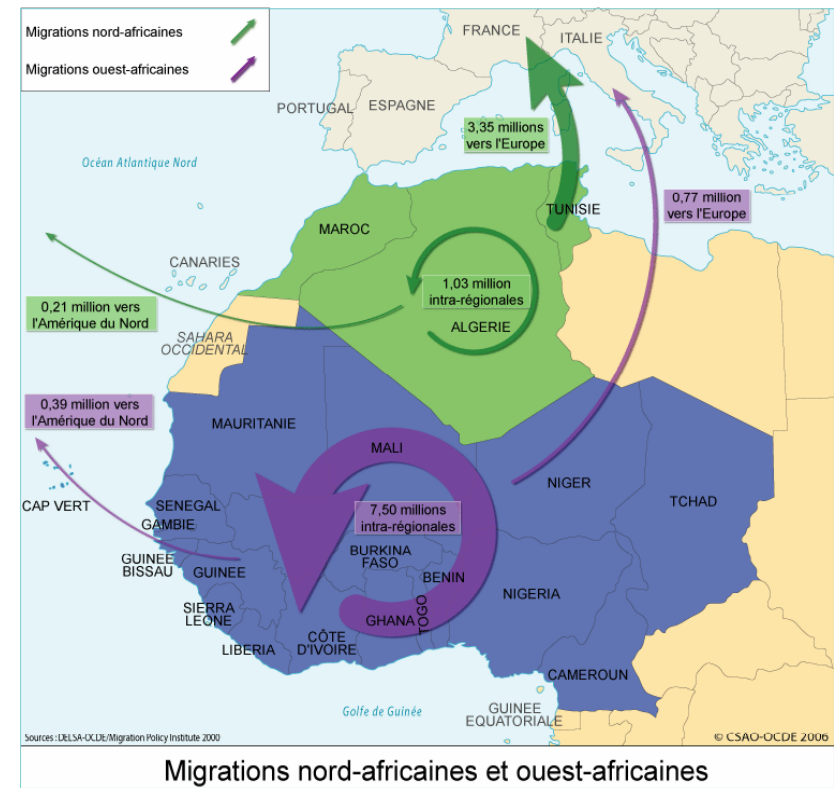 Migrations nord-africaines
Migrations ouest-africaines
FRANCE
ITALIE
PORTUGAL
ESPAGNE
3,35 millions
vers l'Europe
Océan Atlantique Nord
0,77 million
vers l'Europe
TUNISIE
MAROC
CANARIES
1,03 million
intra-régionales
ALGERIE
0,21 million vers
l'Amérique du Nord
SAHARA
OCCIDENTAL
0,39 million vers
l'Amérique du Nord
MAURITANIE
MALI
NIGER
TCHAD
CAP VERT
SENEGAL
GAMBIE
7,50 millions
intra-régionales
GUINEE
BISSAU
GUINEE
BURKINA
FASO
BENIN
NIGERIA
SIERRA
LEONE
GHANA
TOGO
LIBERIA
CÔTE
D'IVOIRE
CAMEROUN
Golfe de Guinée
GUINEE
EQUATORIALE
Sources : DELSA-OCDE/Migration Policy Institute 2000
© CSAO-OCDE 2006
Migrations nord-africaines et ouest-africaines